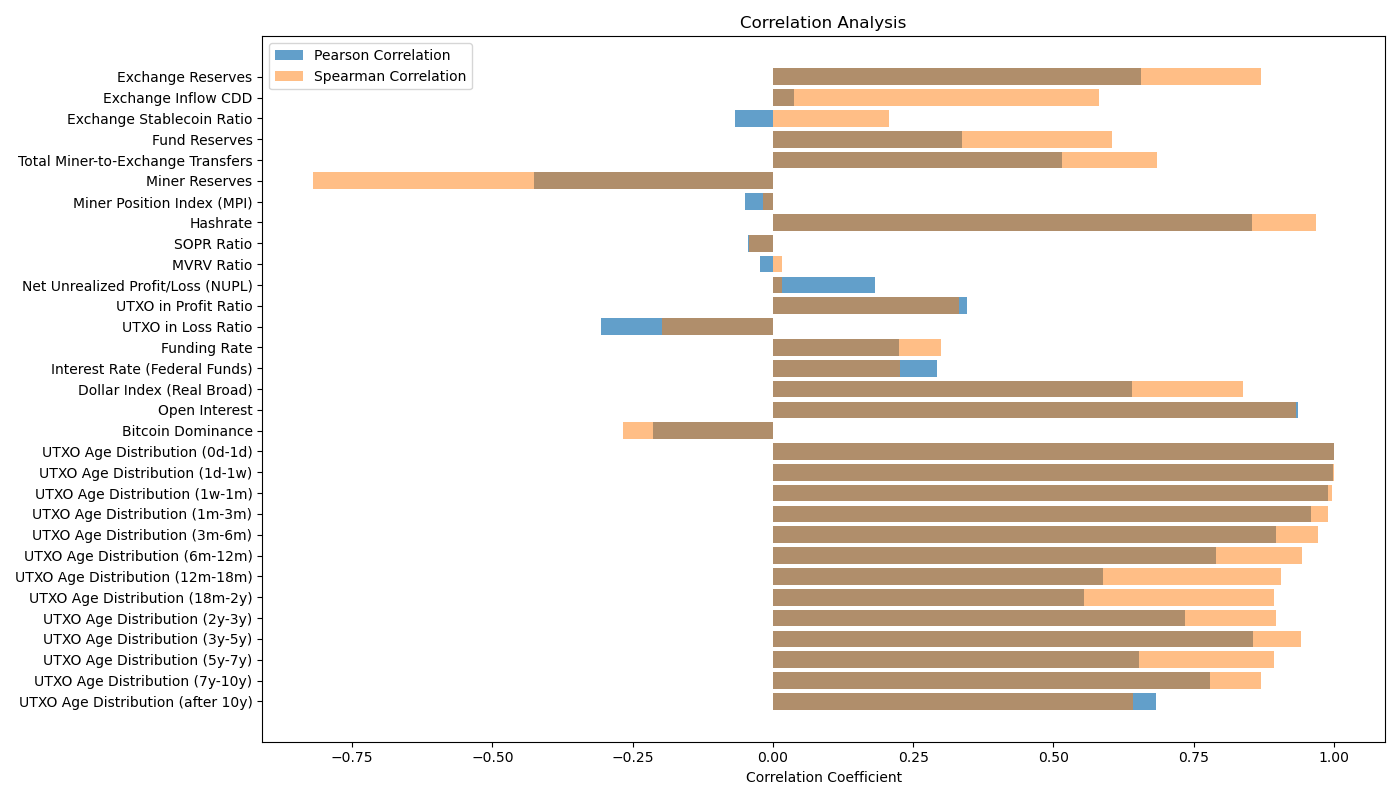 Correlation Analysis
Pearson Correlation
Spearman Correlation
Exchange Reserves
Exchange Inflow CDD
Exchange Stablecoin Ratio
Fund Reserves
Total Miner-to-Exchange Transfers
Miner Reserves
Miner Position Index (MPI)
Hashrate
SOPR Ratio
MVRV Ratio
Net Unrealized Profit/Loss (NUPL)
UTXO in Profit Ratio
UTXO in Loss Ratio
Funding Rate
Interest Rate (Federal Funds)
Dollar Index (Real Broad)
Open Interest
Bitcoin Dominance
UTXO Age Distribution (0d-1d)
UTXO Age Distribution (1d-1w)
UTXO Age Distribution (1w-1m)
UTXO Age Distribution (1m-3m)
UTXO Age Distribution (3m-6m)
UTXO Age Distribution (6m-12m)
UTXO Age Distribution (12m-18m)
UTXO Age Distribution (18m-2y)
UTXO Age Distribution (2y-3y)
UTXO Age Distribution (3y-5y)
UTXO Age Distribution (5y-7y)
UTXO Age Distribution (7y-10y)
UTXO Age Distribution (after 10y)
−0.75 −0.50 −0.25 0.00 0.25 0.50 0.75 1.00
Correlation Coefficient